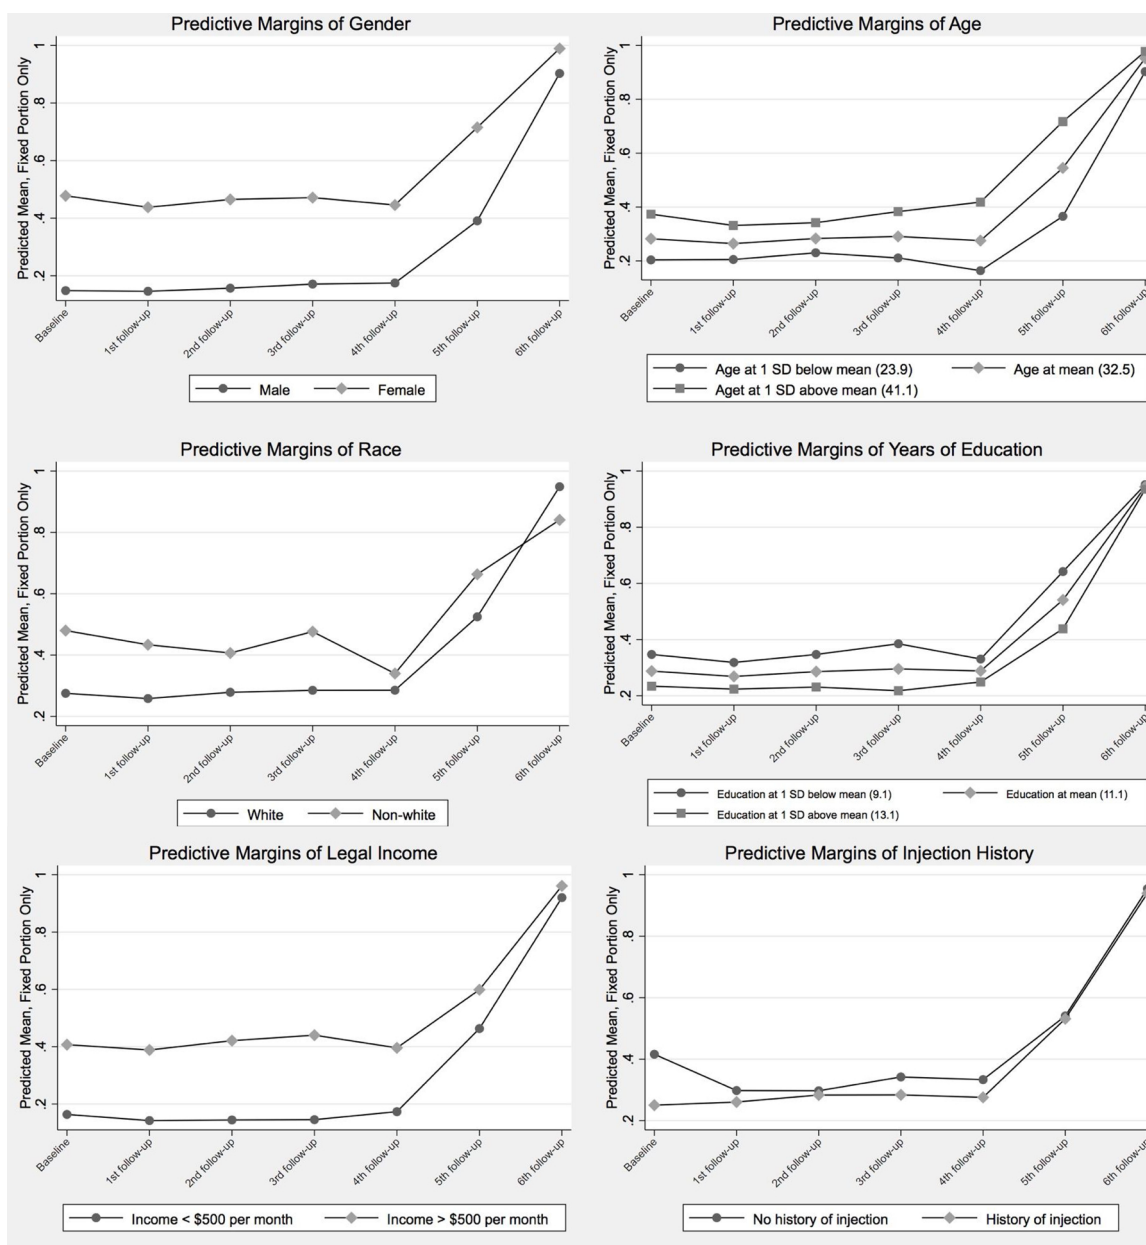 Predictive Margins of Gender
Predicted Mean, Fixed Portion Only
1
.8
.6
.4
.2
Baseline
1st follow-up
2nd follow-up
3rd follow-up
4th follow-up
5th follow-up
6th follow-up
Male Female
Predictive Margins of Age
Predicted Mean, Fixed Portion Only
1
.8
.6
.4
.2
Baseline
1st follow-up
2nd follow-up
3rd follow-up
4th follow-up
5th follow-up
6th follow-up
Age at 1 SD below mean (23.9) Age at mean (32.5)
Aget at 1 SD above mean (41.1)
Predictive Margins of Race
Predicted Mean, Fixed Portion Only
1
.8
.6
.4
.2
Baseline
1st follow-up
2nd follow-up
3rd follow-up
4th follow-up
5th follow-up
6th follow-up
White Non-white
Predictive Margins of Years of Education
Predicted Mean, Fixed Portion Only
1
.8
.6
.4
.2
Baseline
1st follow-up
2nd follow-up
3rd follow-up
4th follow-up
5th follow-up
6th follow-up
Education at 1 SD below mean (9.1) Education at mean (11.1)
Education at 1 SD above mean (13.1)
Predictive Margins of Legal Income
Predicted Mean, Fixed Portion Only
1
.8
.6
.4
.2
Baseline
1st follow-up
2nd follow-up
3rd follow-up
4th follow-up
5th follow-up
6th follow-up
Income < $500 per month Income > $500 per month
Predictive Margins of Injection History
Predicted Mean, Fixed Portion Only
1
.8
.6
.4
.2
Baseline
1st follow-up
2nd follow-up
3rd follow-up
4th follow-up
5th follow-up
6th follow-up
No history of injection History of injection